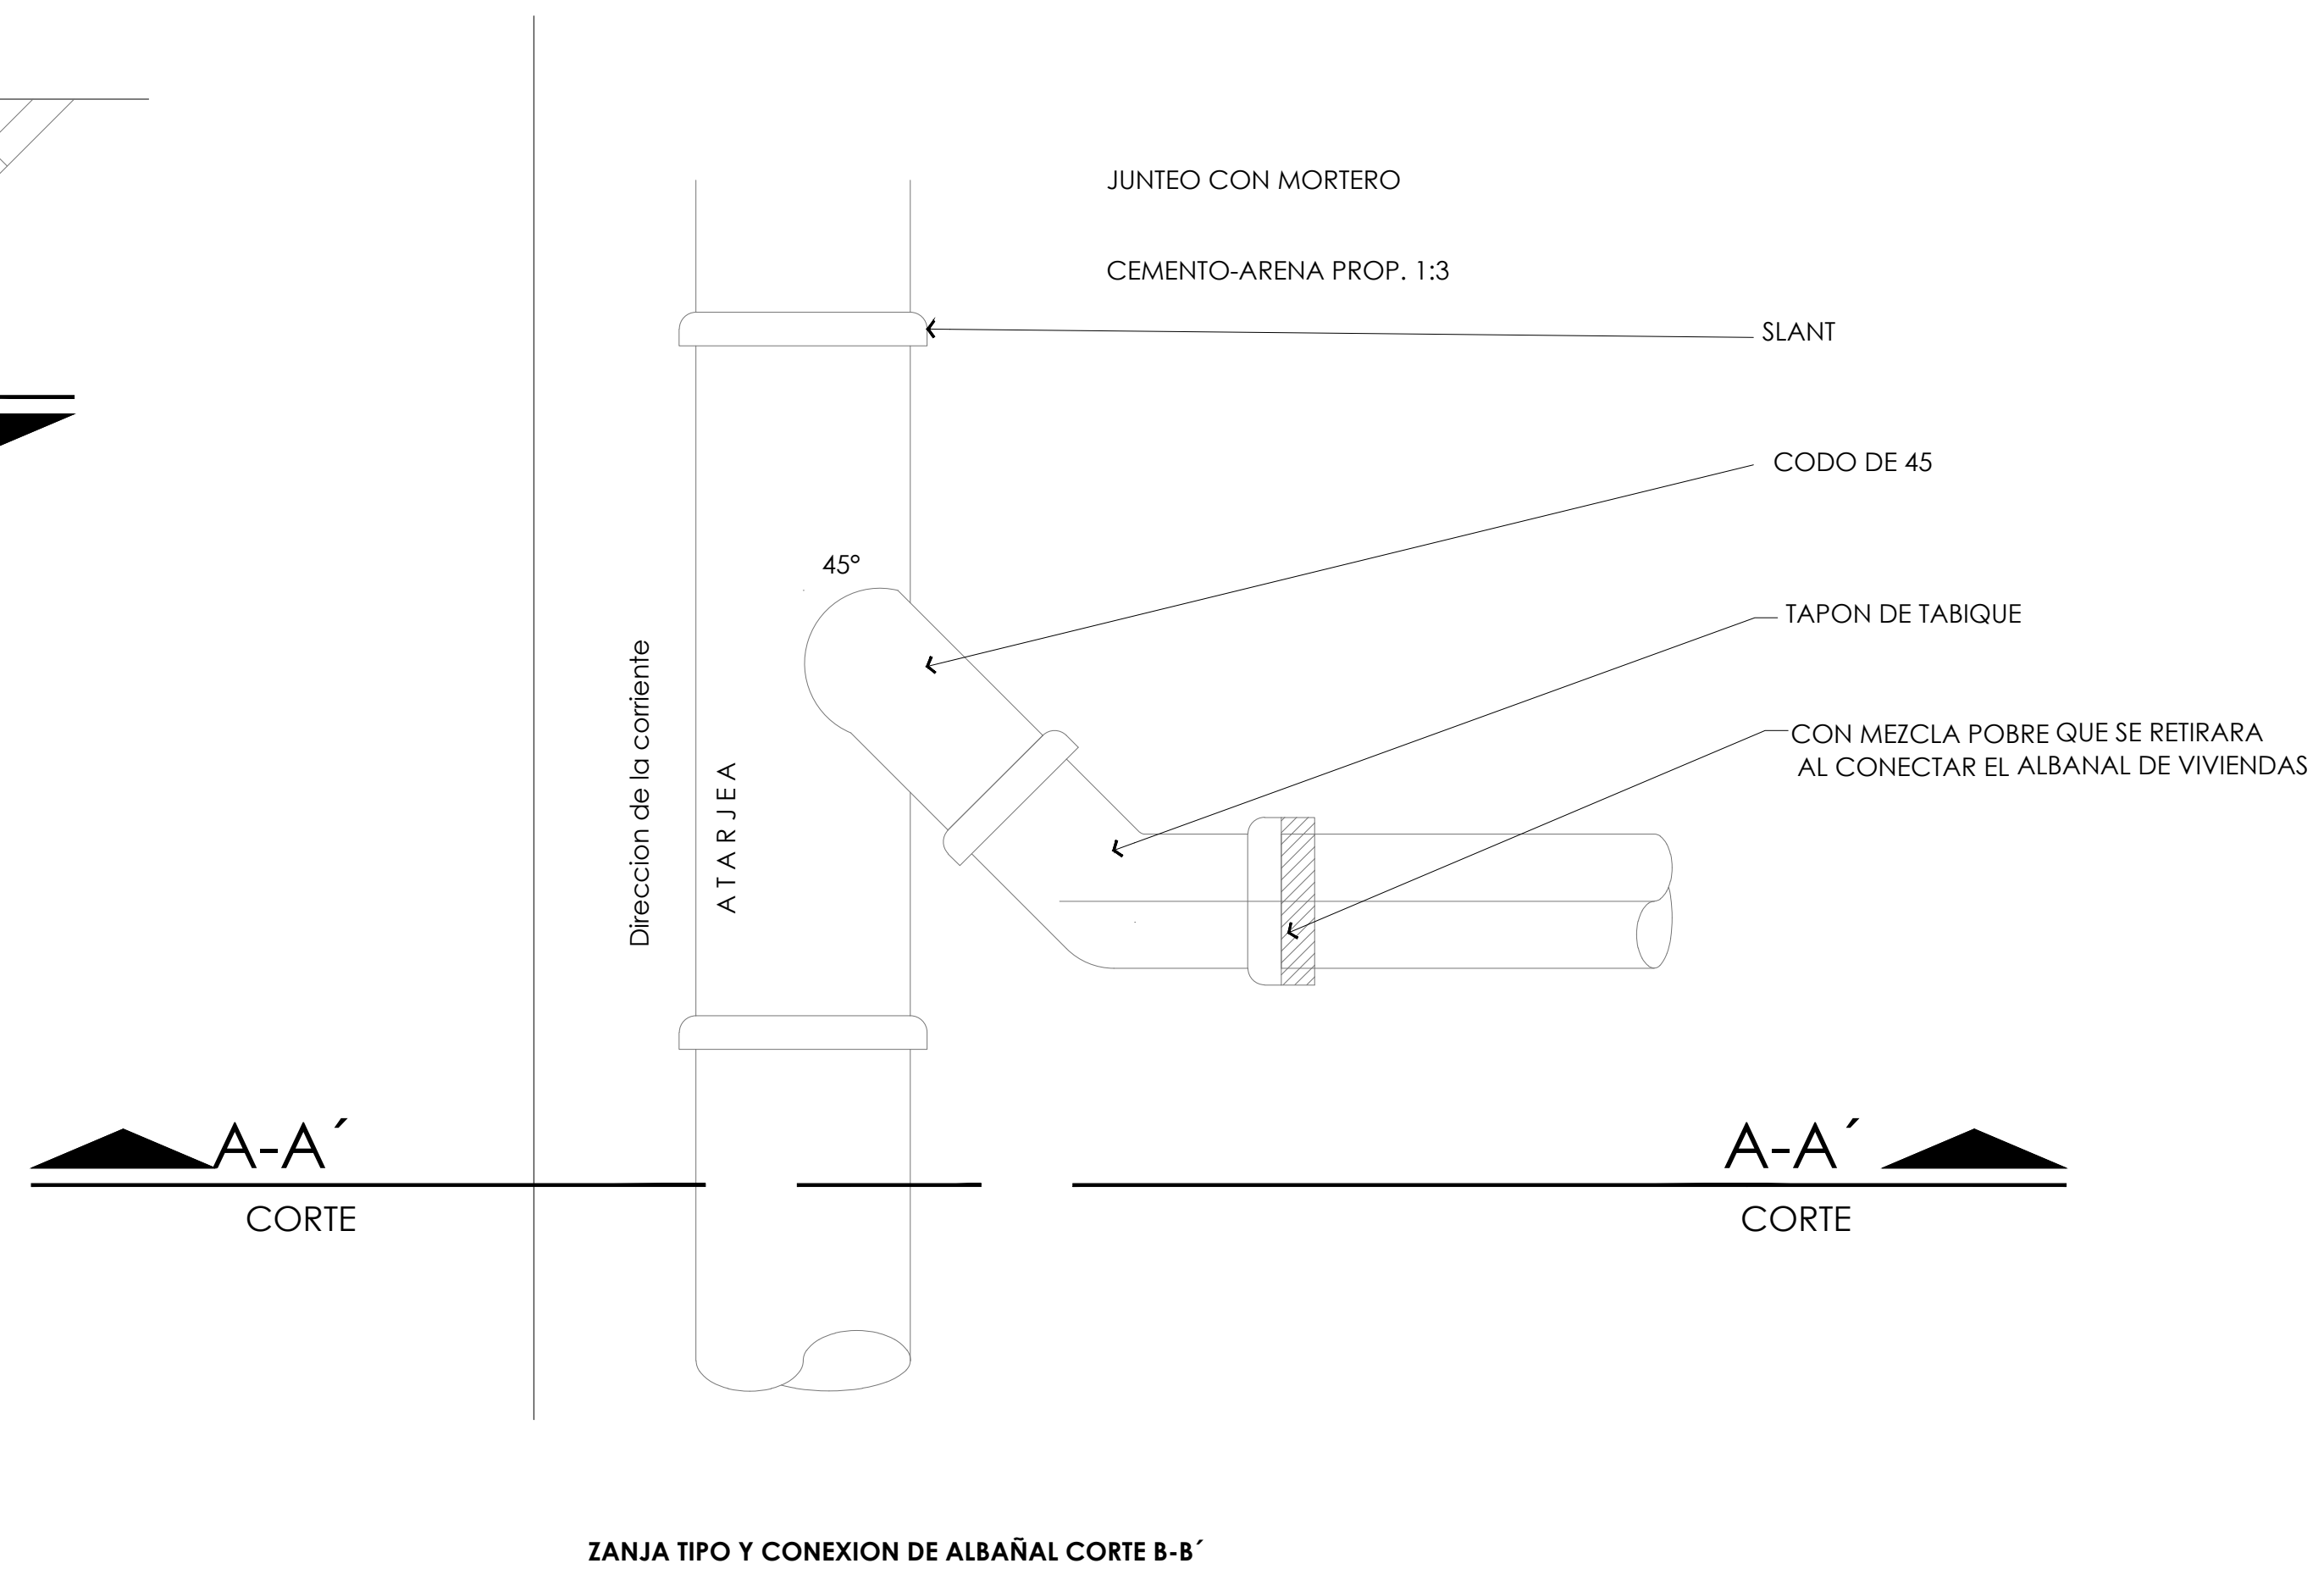 JUNTEO CON MORTERO
CEMENTO-ARENA PROP. 1:3
SLANT
CODO DE 45
45º
TAPON DE TABIQUE
Direccion de la corriente
ATARJEA
CON MEZCLA POBRE QUE SE RETIRARA
AL CONECTAR EL ALBANAL DE VIVIENDAS
A-A´
CORTE
A-A´
CORTE
ZANJA TIPO Y CONEXION DE ALBAÑAL CORTE B-B´